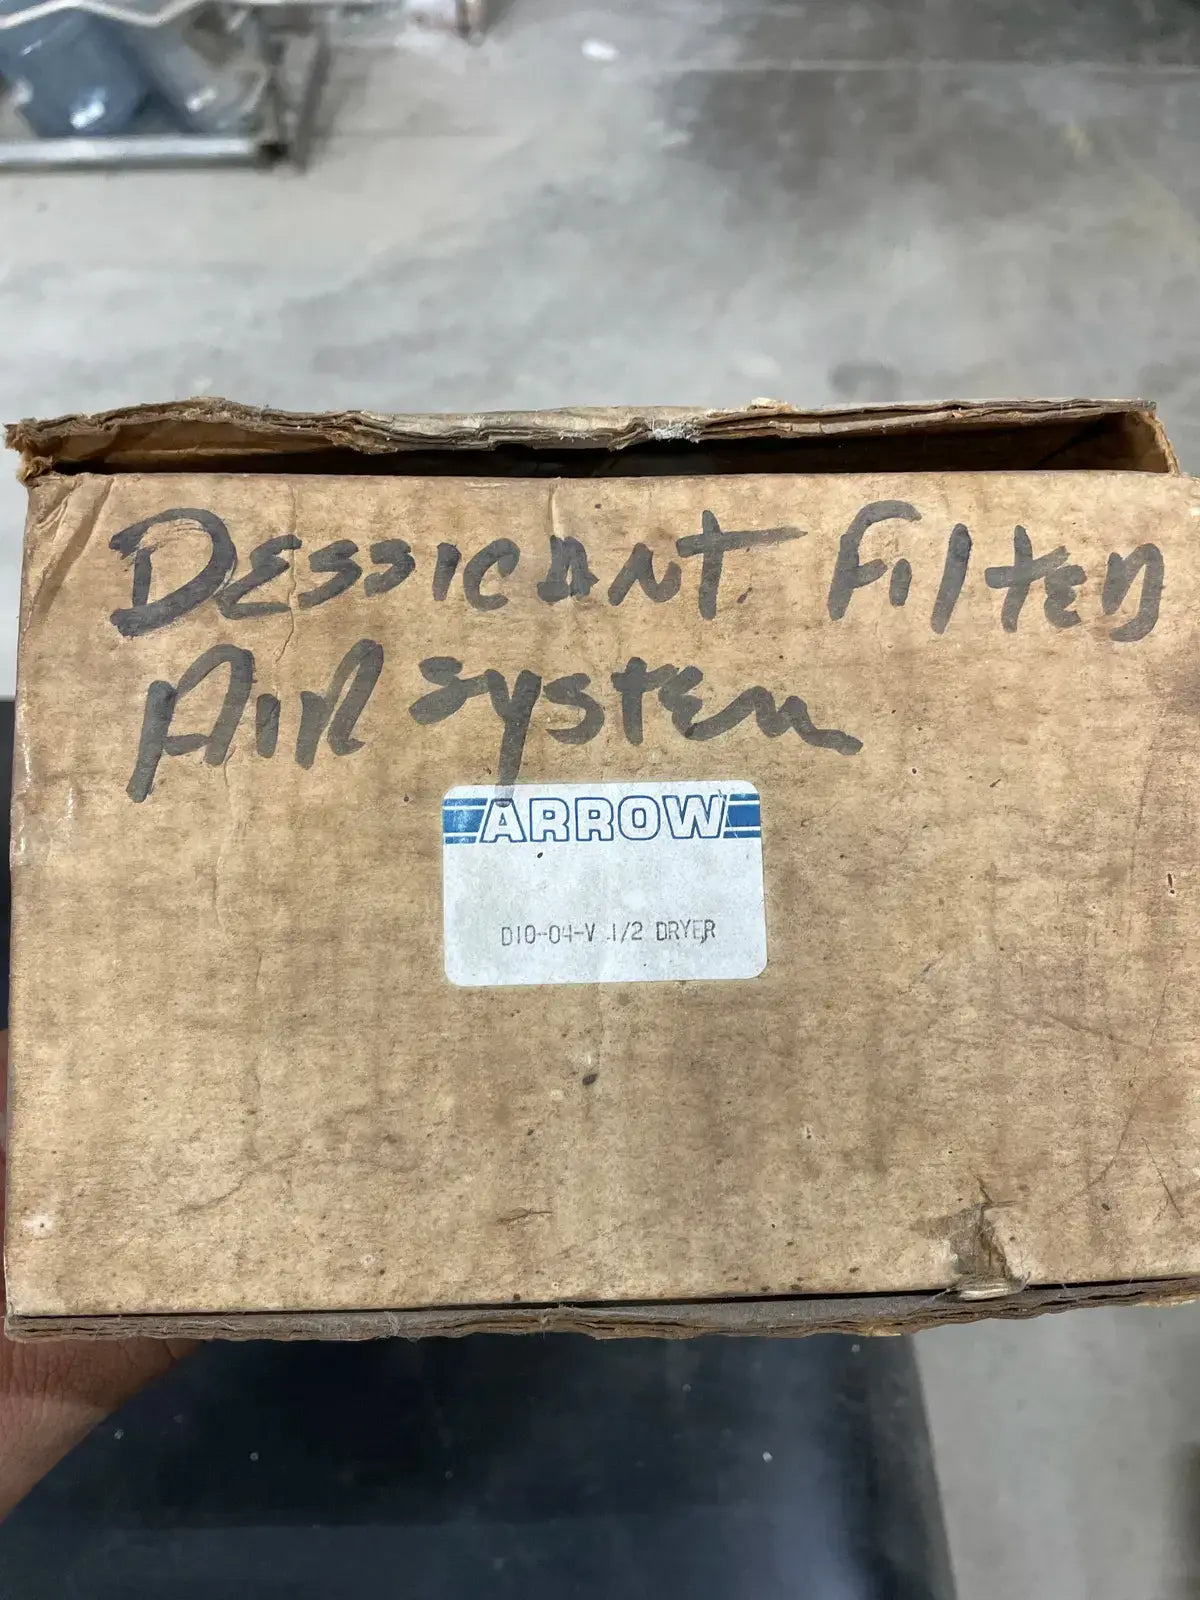 DESSICANT FILTER
AIR SYSTEM
ARROW
D10-04-V 1/2 DRYER